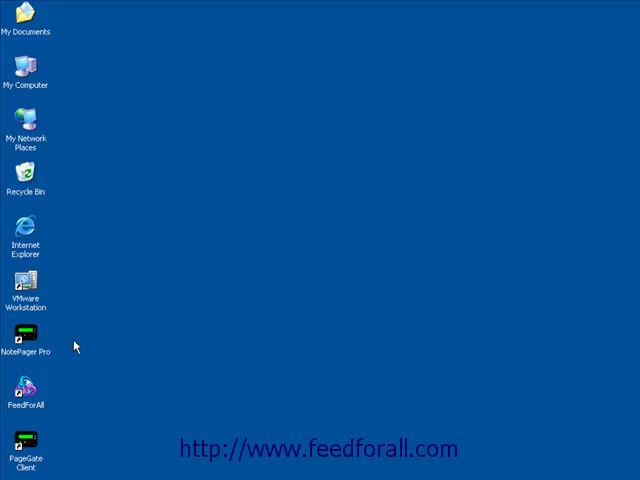 My Documents
My Computer
My Network
Places
Recycle Bin
Internet
Explorer
VMware
Workstation
NotePager Pro
FeedForAll
PageGate
Client
http://www.feedforall.com